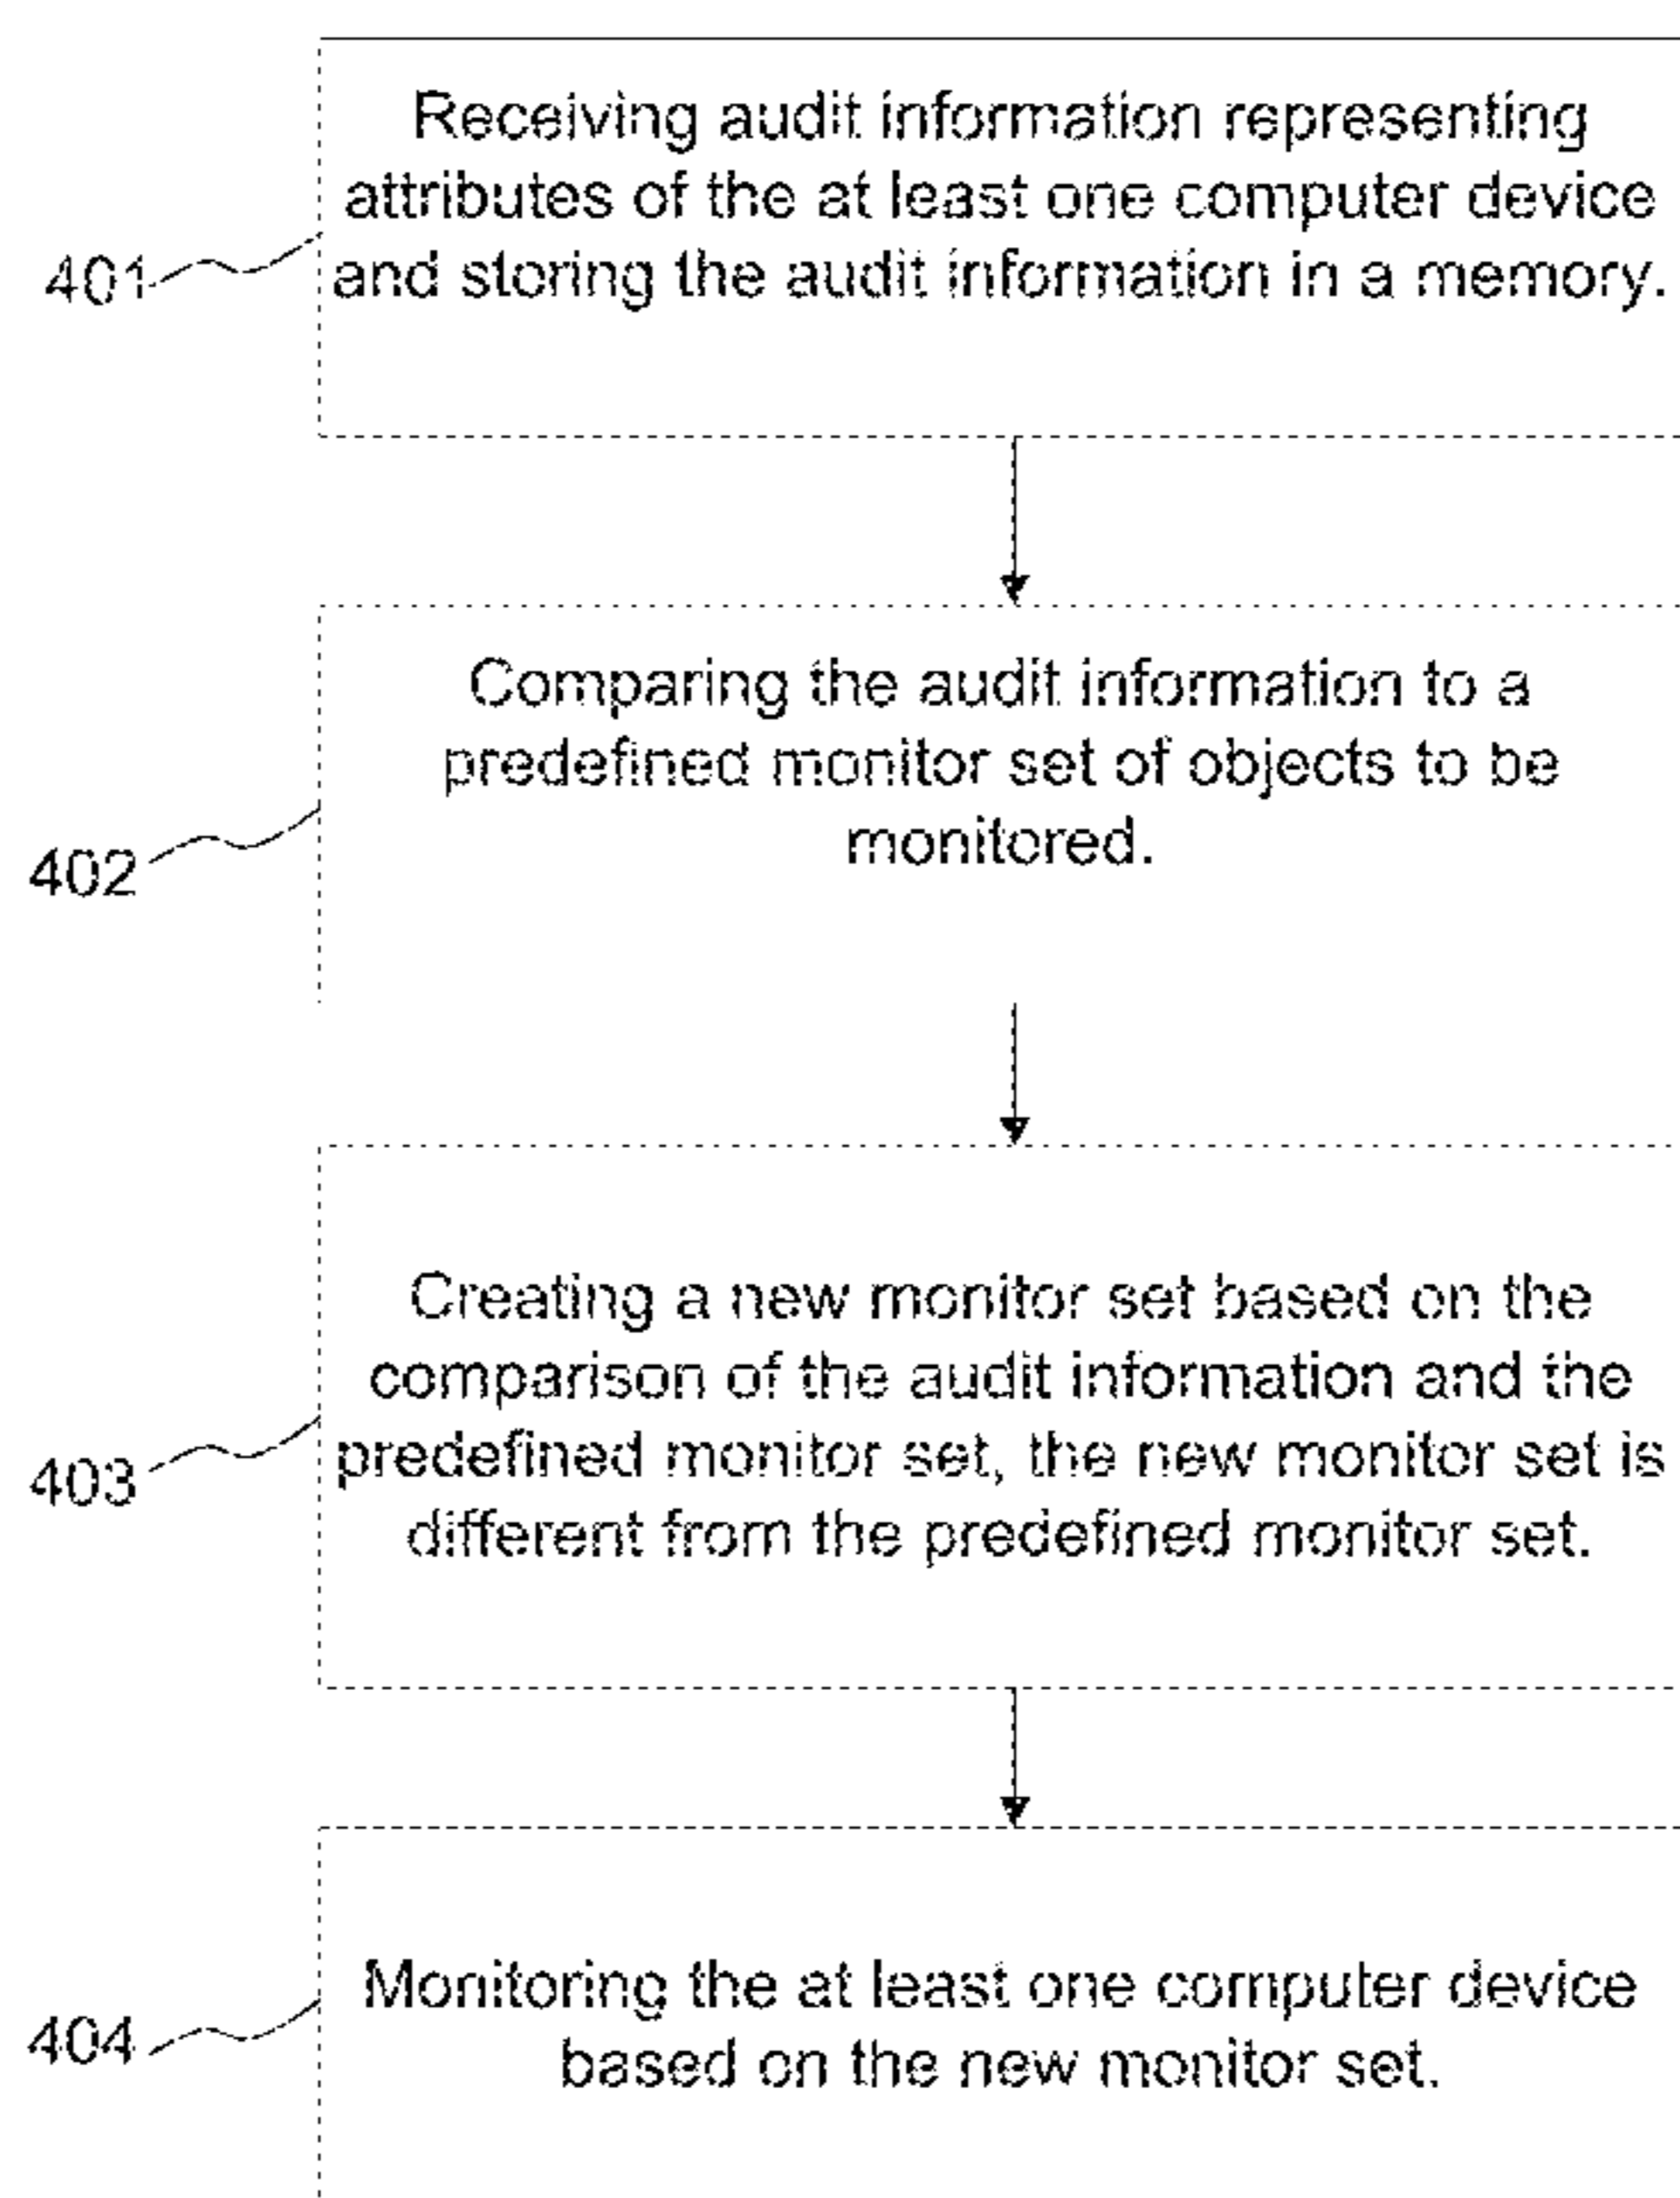 Receiving audit information representing
attributes of the at least one computer device
401
and storing the audit information in a memory.
Comparing the audit information to a
predefined monitor set of objects to be
monitored.
402
Creating a new monitor set based on the
comparison of the audit information and the
predefined monitor set, the new monitor set is
403
different from the predefined monitor set.
Monitoring the at least one computer device
404
based on the new monitor set.